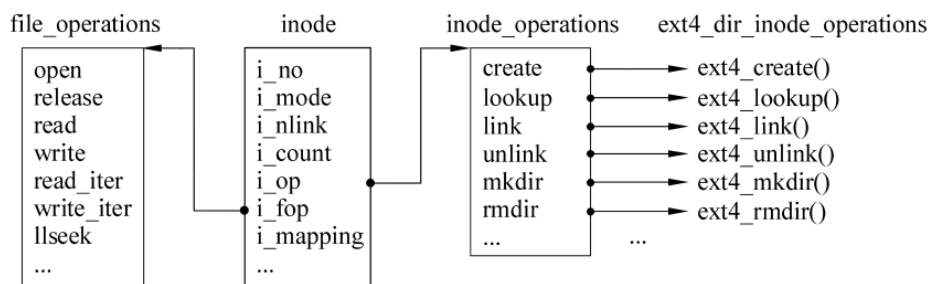 file_operations
open
release
read
write
read_iter
write_iter
llseek
...
inode
i_no
i_mode
i_nlink
i_count
i_op
i_fop
i_mapping
...
inode_operations
create
lookup
link
unlink
mkdir
rmdir
...
ext4_dir_inode_operations
ext4_create()
ext4_lookup()
ext4_link()
ext4_unlink()
ext4_mkdir()
ext4_rmdir()
...